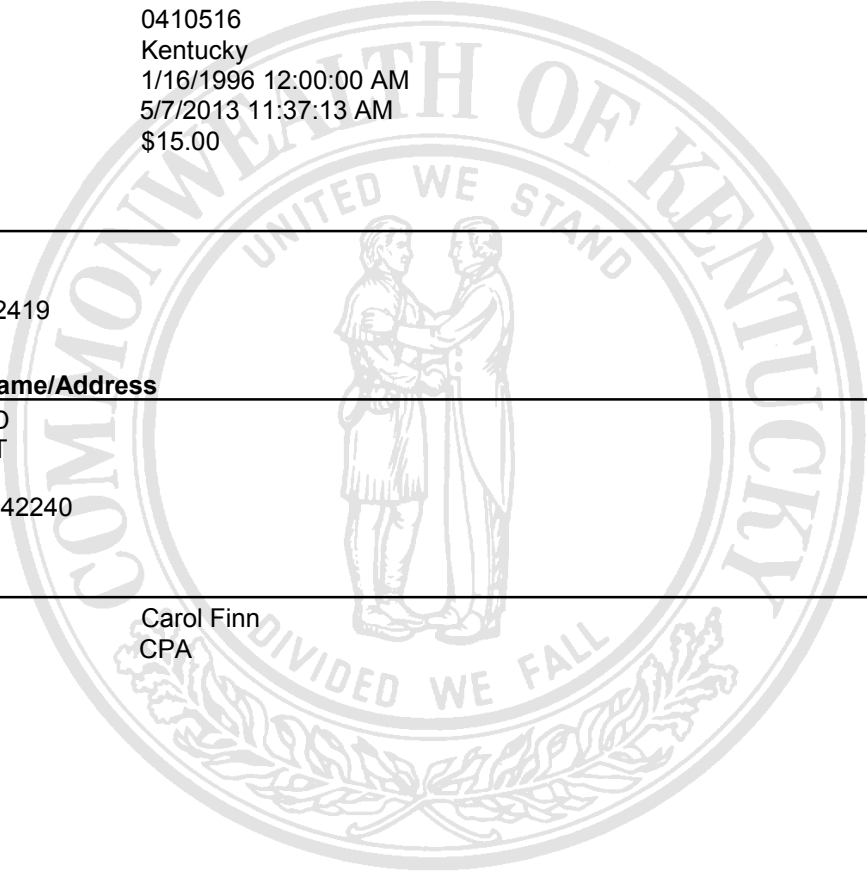 0410516
Kentucky
1/16/1996 12:00:00 AM
5/7/2013 11:37:13 AM
$15.00
COMMONWEALTH OF KENTUCKY
UNITED WE STAND
2419
ame/Address
42240
Carol Finn
CPA
DIVIDED WE FALL